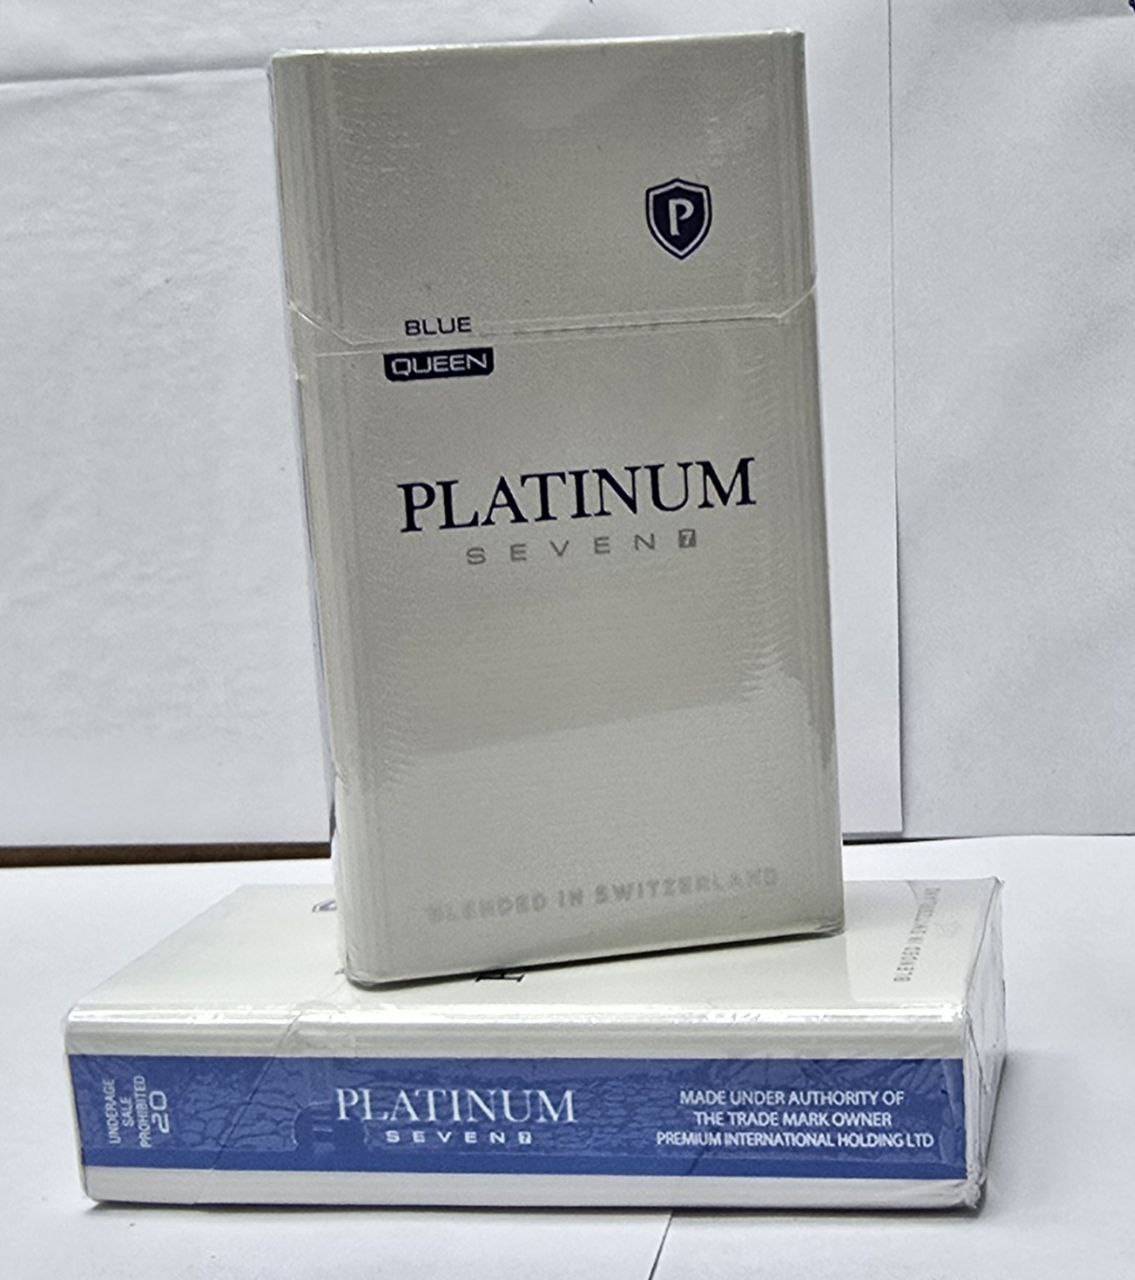 P
BLUE
QUEEN
PLATINUM
SEVEN 7
BLENDED IN SWITZERLAND
BLENDED IN SWITZERLAND
UNDERAGE
SALE
PROHIBITED
20
PLATINUM
SEVEN 7
MADE UNDER AUTHORITY OF
THE TRADE MARK OWNER
PREMIUM INTERNATIONAL HOLDING LTD